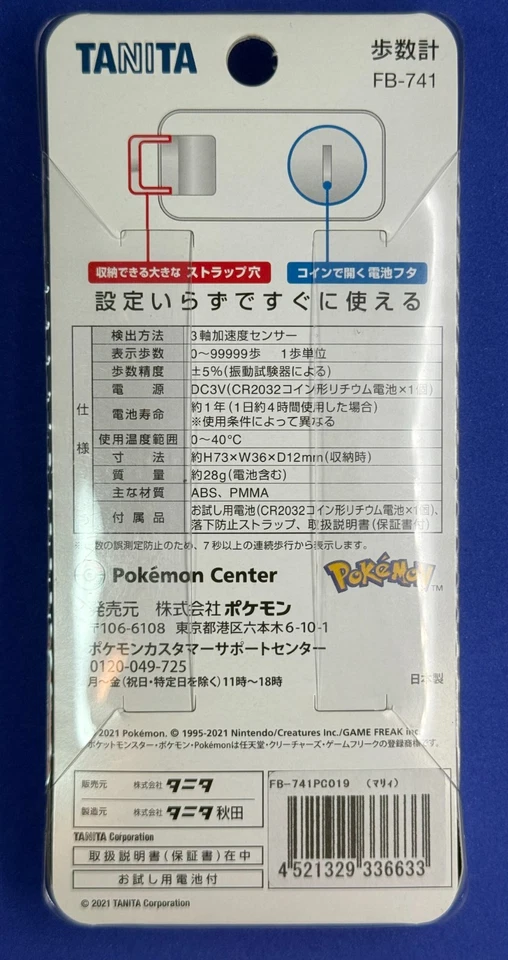 TANITA
歩数計
FB-741
収納できる大きな ストラップ穴
コインで開く電池フタ
設定いらずですぐに使える
仕様
検出方法 3軸加速度センサー
表示歩数 0～99999歩 1歩単位
歩数精度 ±5%(振動試験器による)
電源 DC3V(CR2032コイン形リチウム電池×1個)
電池寿命 約1年(1日約4時間使用した場合)
※使用条件によって異なる
使用温度範囲 0～40℃
寸法 約H73×W36×D12mm(収納時)
質量 約28g(電池含む)
主な材質 ABS、PMMA
付属品 お試し用電池(CR2032コイン形リチウム電池×1個)、
落下防止ストラップ、取扱説明書(保証書付)
数の誤測定防止のため、7秒以上の連続歩行から表示します。
Pokémon Center
Pokémon TM
発売元 株式会社ポケモン
〒106-6108 東京都港区六本木6-10-1
ポケモンカスタマーサポートセンター
0120-049-725
月～金(祝日・特定日を除く)11時～18時
日本製
2021 Pokémon. © 1995-2021 Nintendo/Creatures Inc./GAME FREAK inc.
ポケットモンスター・ポケモン・Pokémonは任天堂・クリーチャーズ・ゲームフリークの登録商標です。
販売元 株式会社 タニタ
製造元 株式会社 タニタ秋田
TANITA Corporation
取扱説明書(保証書)在中
お試し用電池付
© 2021 TANITA Corporation
FB-741PC019 (マリィ)
4 521329 336633